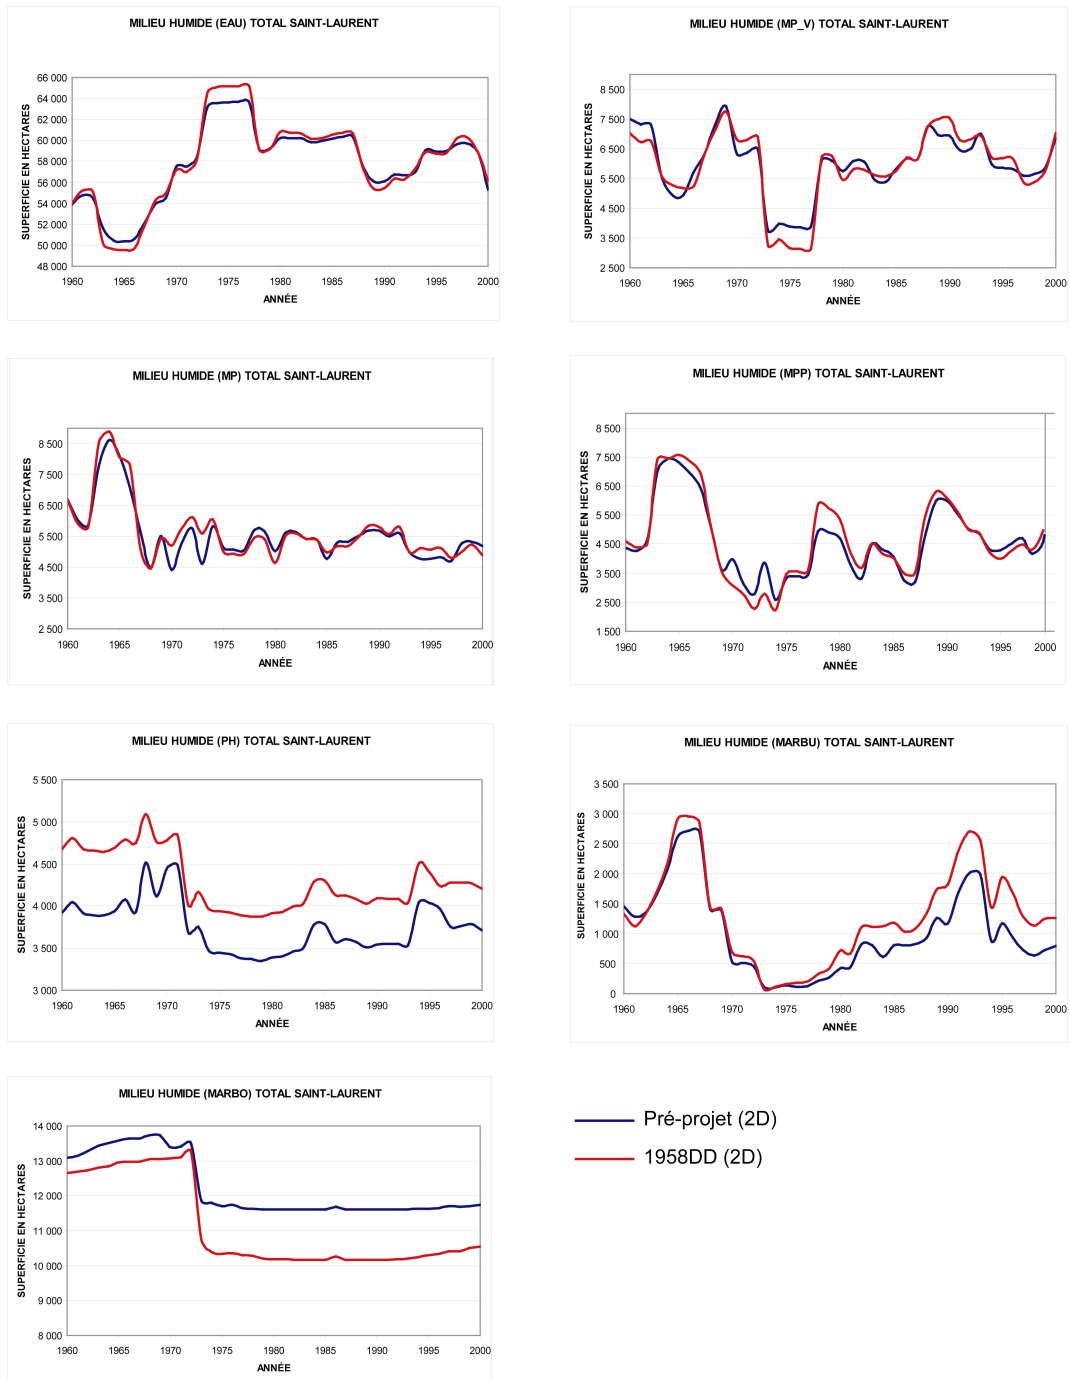 MILIEU HUMIDE (EAU) TOTAL SAINT-LAURENT
SUPERFICIE EN HECTARES
66 000
64 000
62 000
60 000
58 000
56 000
54 000
52 000
50 000
48 000
1960 1965 1970 1975 1980 1985 1990 1995 2000
ANNÉE
MILIEU HUMIDE (MP_V) TOTAL SAINT-LAURENT
SUPERFICIE EN HECTARES
8 500
7 500
6 500
5 500
4 500
3 500
2 500
1960 1965 1970 1975 1980 1985 1990 1995 2000
ANNÉE
MILIEU HUMIDE (MP) TOTAL SAINT-LAURENT
SUPERFICIE EN HECTARES
8 500
7 500
6 500
5 500
4 500
3 500
2 500
1960 1965 1970 1975 1980 1985 1990 1995 2000
ANNÉE
MILIEU HUMIDE (MPP) TOTAL SAINT-LAURENT
SUPERFICIE EN HECTARES
8 500
7 500
6 500
5 500
4 500
3 500
2 500
1 500
1960 1965 1970 1975 1980 1985 1990 1995 2000
ANNÉE
MILIEU HUMIDE (PH) TOTAL SAINT-LAURENT
SUPERFICIE EN HECTARES
5 500
5 000
4 500
4 000
3 500
3 000
1960 1965 1970 1975 1980 1985 1990 1995 2000
ANNÉE
MILIEU HUMIDE (MARBU) TOTAL SAINT-LAURENT
SUPERFICIE EN HECTARES
3 500
3 000
2 500
2 000
1 500
1 000
500
0
1960 1965 1970 1975 1980 1985 1990 1995 2000
ANNÉE
MILIEU HUMIDE (MARBO) TOTAL SAINT-LAURENT
SUPERFICIE EN HECTARES
14 000
13 000
12 000
11 000
10 000
9 000
8 000
1960 1965 1970 1975 1980 1985 1990 1995 2000
ANNÉE
Pré-projet (2D)
1958DD (2D)